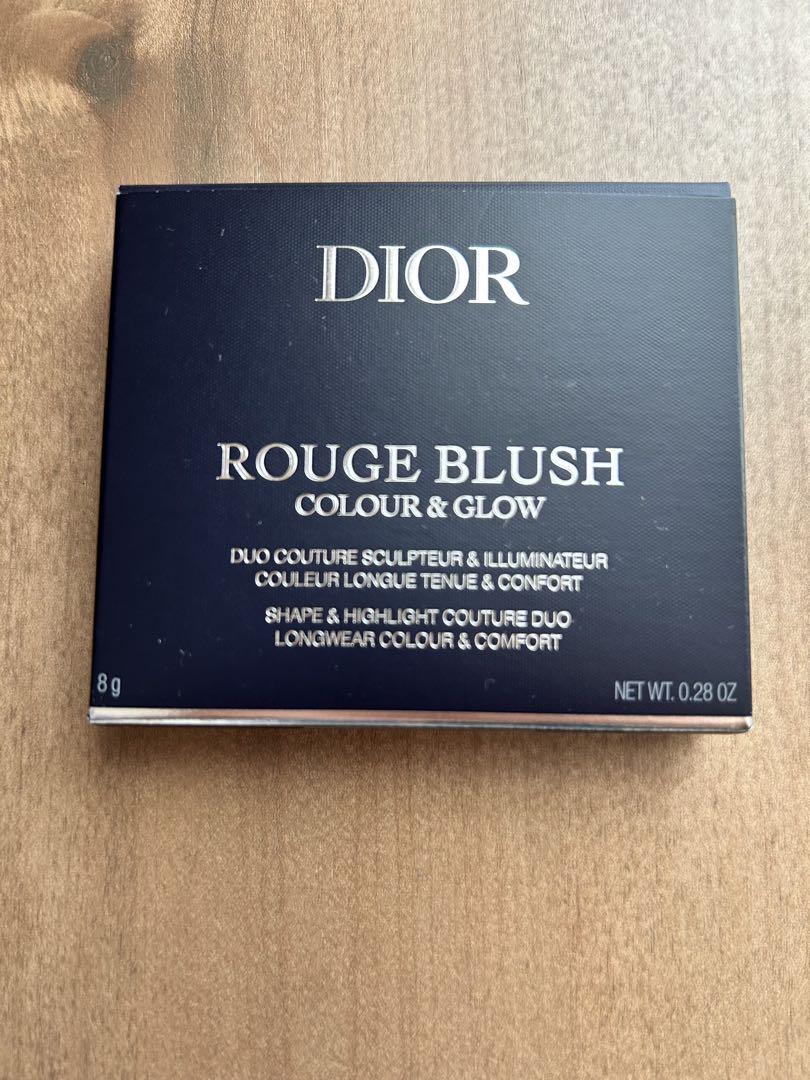 DIOR
ROUGE BLUSH
COLOUR & GLOW
DUO COUTURE SCULPTEUR & ILLUMINATEUR
COULEUR LONGUE TENUE & CONFORT
SHAPE & HIGHLIGHT COUTURE DUO
LONGWEAR COLOUR & COMFORT
8 g
NET WT. 0.28 OZ